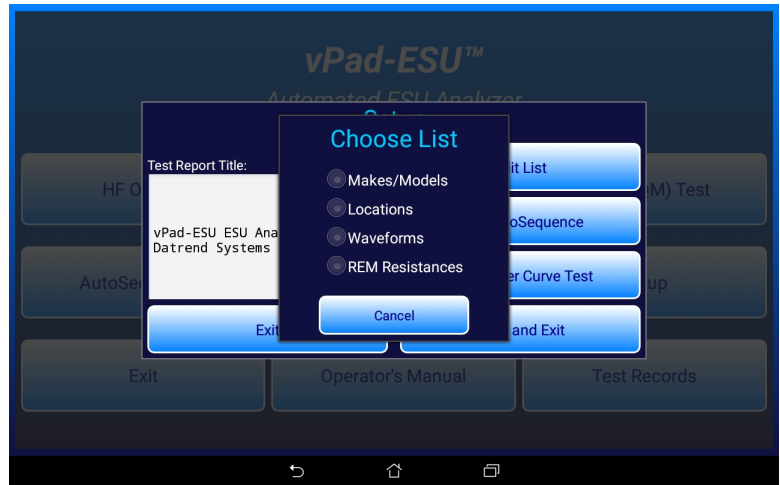 vPad-ESU™
Automated ESU Analyzer
Choose List
Test Report Title:
it List
Makes/Models
HF O
M) Test
Locations
vPad-ESU ESU Ana
oSequence
Waveforms
Datrend Systems
REM Resistances
AutoSe
er Curve Test
up
Cancel
Exit
and Exit
Exit
Operator's Manual
Test Records